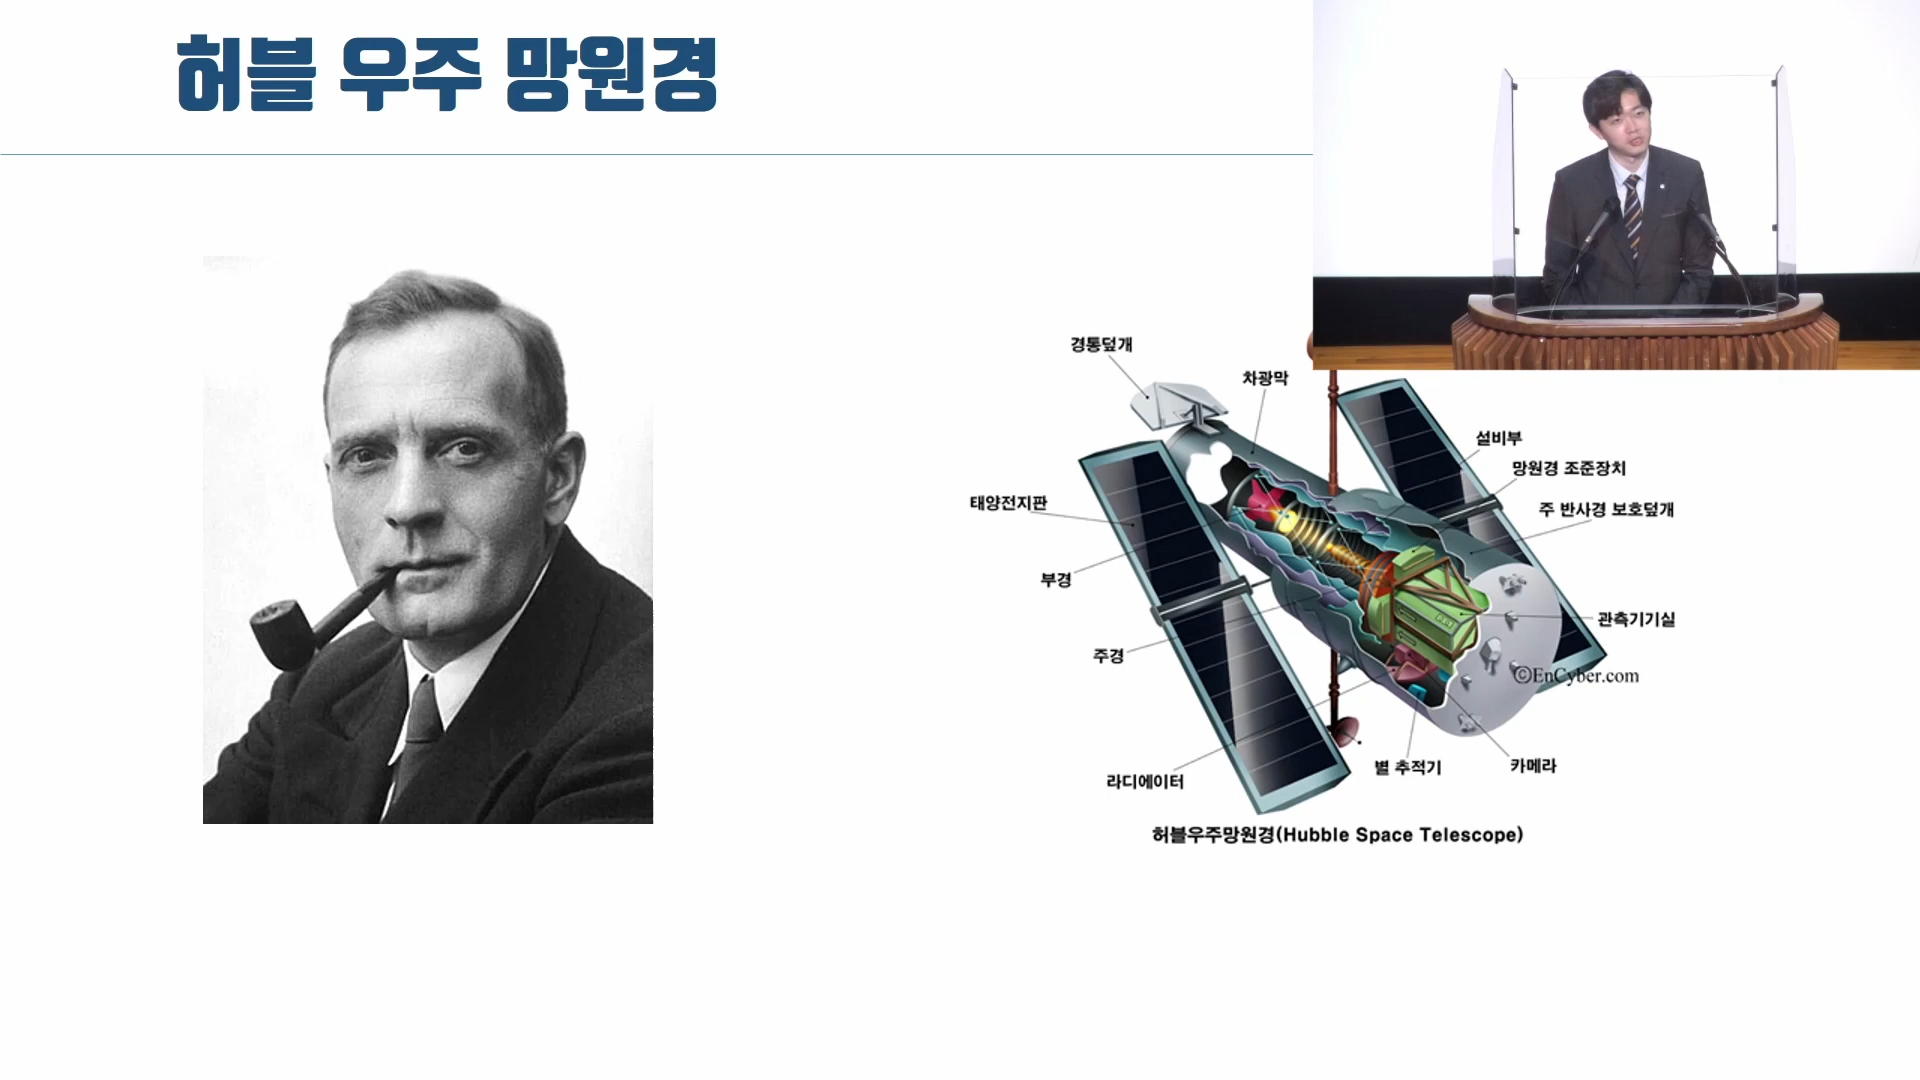 허블 우주 망원경
경통덮개
차광막
설비부
망원경 조준장치
태양전지판
주 반사경 보호덮개
부경
관측기기실
주경
©EnCyber.com
별 추적기
카메라
라디에이터
허블우주망원경(Hubble Space Telescope)